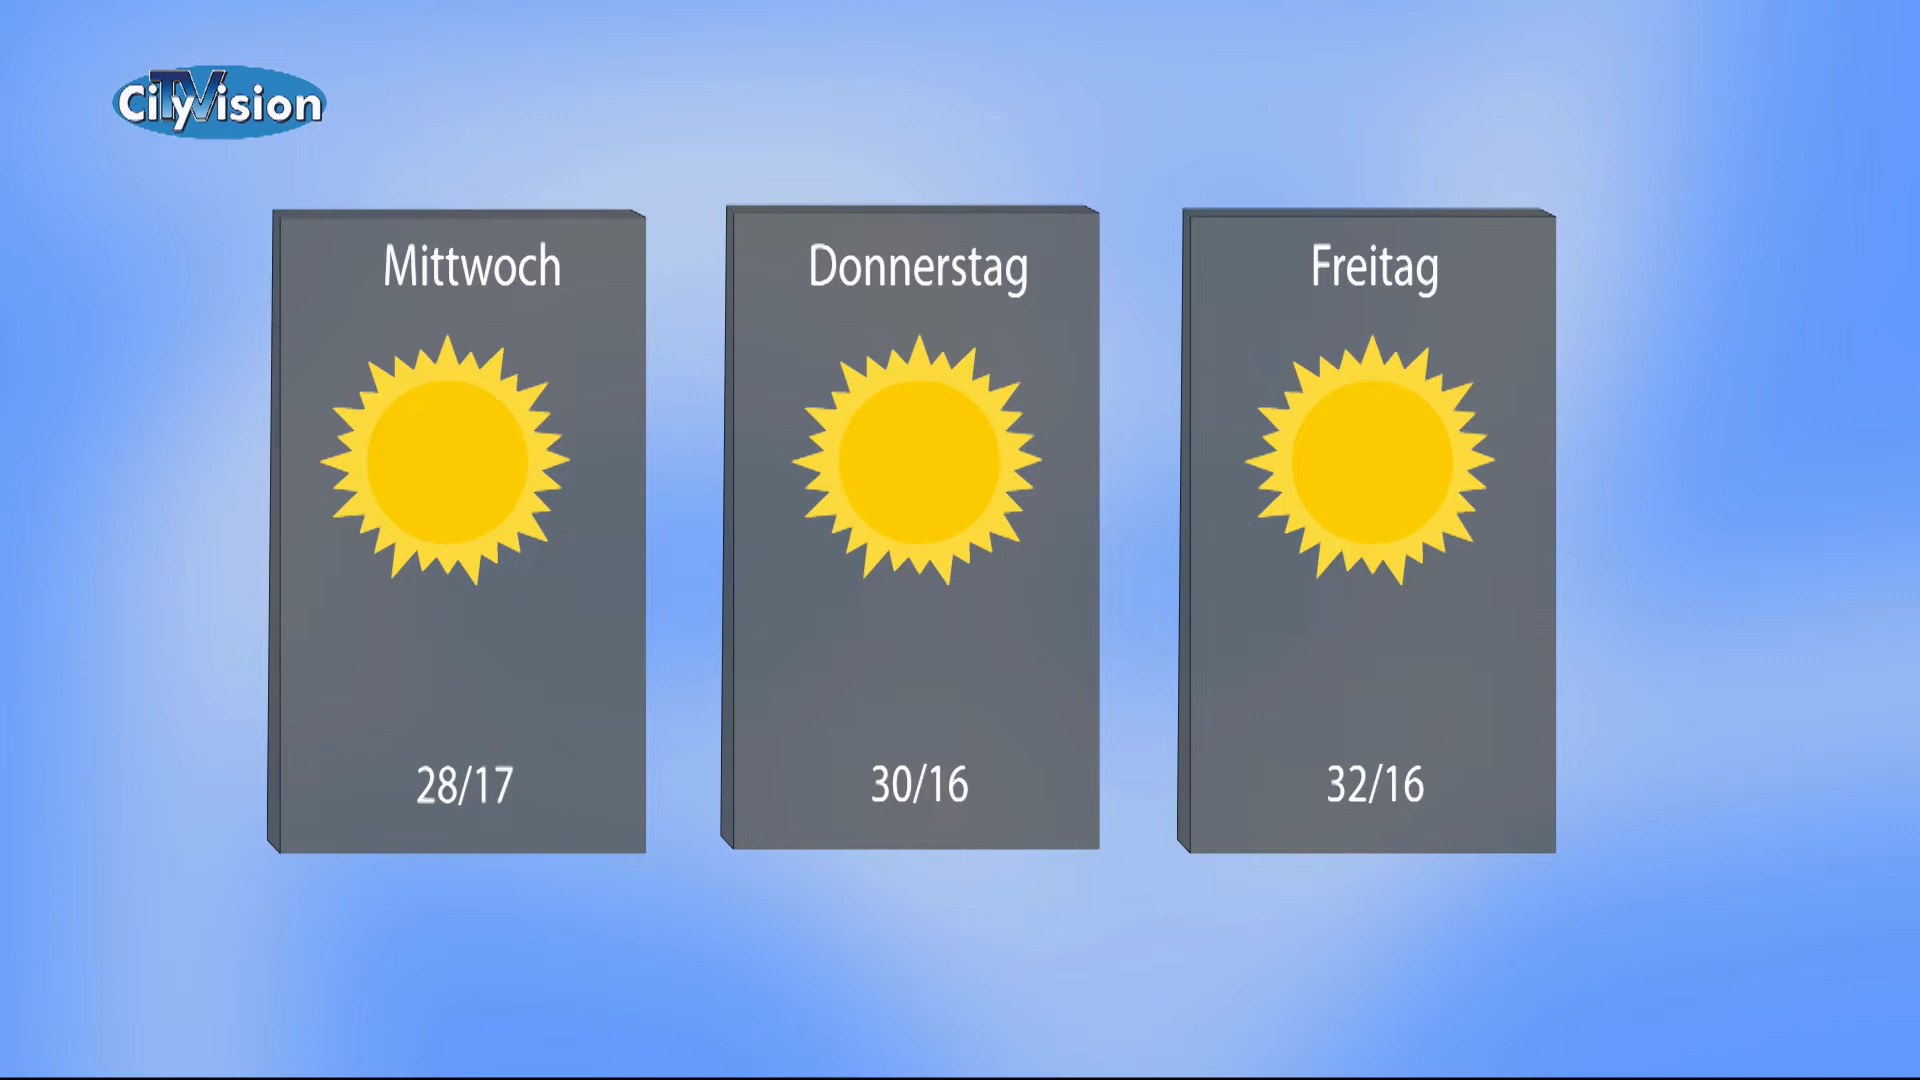 CityVision
Mittwoch
28/17
Donnerstag
30/16
Freitag
32/16